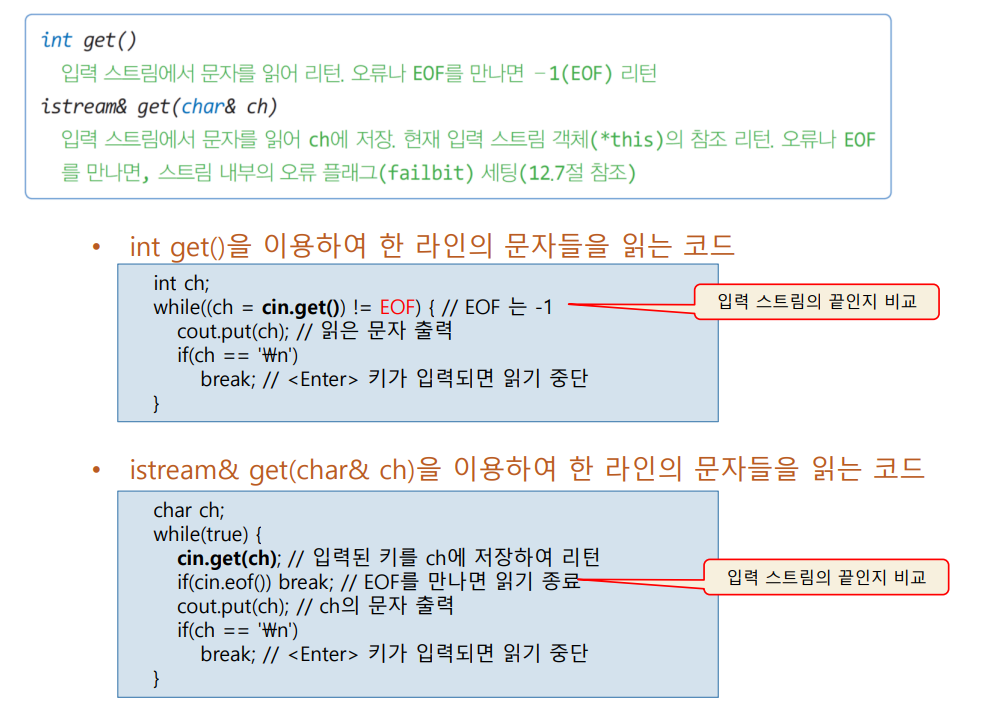 int get()
입력 스트림에서 문자를 읽어 리턴. 오류나 EOF를 만나면 -1(EOF) 리턴
istream& get(char& ch)
입력 스트림에서 문자를 읽어 ch에 저장. 현재 입력 스트림 객체(*this)의 참조 리턴. 오류나 EOF
를 만나면, 스트림 내부의 오류 플래그(failbit) 세팅(12.7절 참조)
• int get()을 이용하여 한 라인의 문자들을 읽는 코드
int ch;
while((ch = cin.get()) != EOF) { // EOF 는 -1
입력 스트림의 끝인지 비교
cout.put(ch); // 읽은 문자 출력
if(ch == '₩n')
break; // <Enter> 키가 입력되면 읽기 중단
}
• istream& get(char& ch)을 이용하여 한 라인의 문자들을 읽는 코드
char ch;
while(true) {
cin.get(ch); // 입력된 키를 ch에 저장하여 리턴
if(cin.eof()) break; // EOF를 만나면 읽기 종료
입력 스트림의 끝인지 비교
cout.put(ch); // ch의 문자 출력
if(ch == '₩n')
break; // <Enter> 키가 입력되면 읽기 중단
}